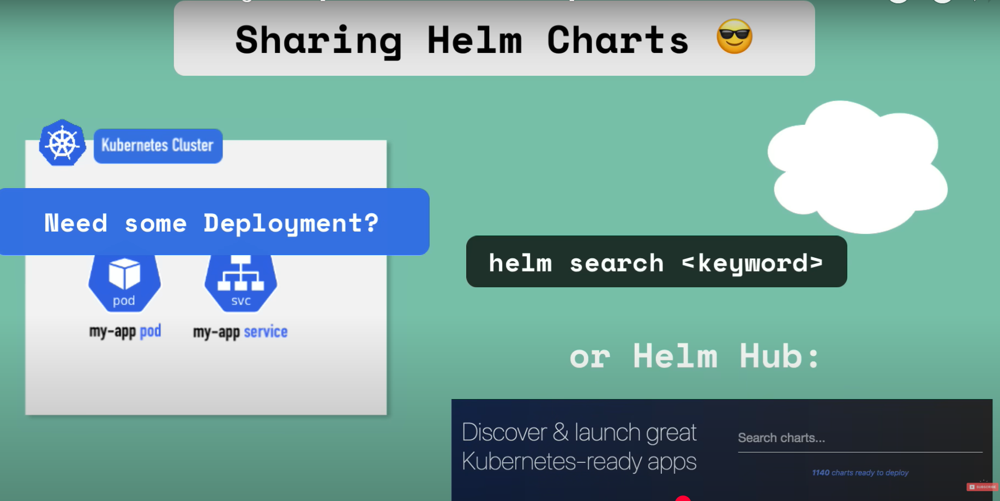 Sharing Helm Charts
Kubernetes Cluster
Need some Deployment?
pod
svc
my-app pod
my-app service
helm search <keyword>
or Helm Hub:
Discover & launch great
Kubernetes-ready apps
Search charts...
1140 charts ready to deploy
SUBSCRIBE